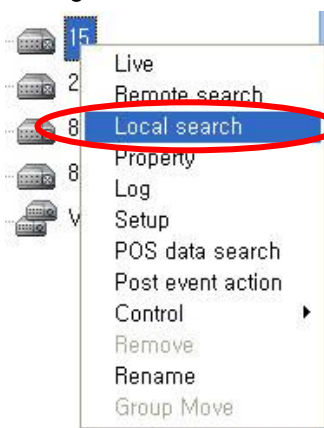 15
Live
2
Remote search
8
Local search
8
Property
Log
V
Setup
POS data search
Post event action
Control
Remove
Rename
Group Move